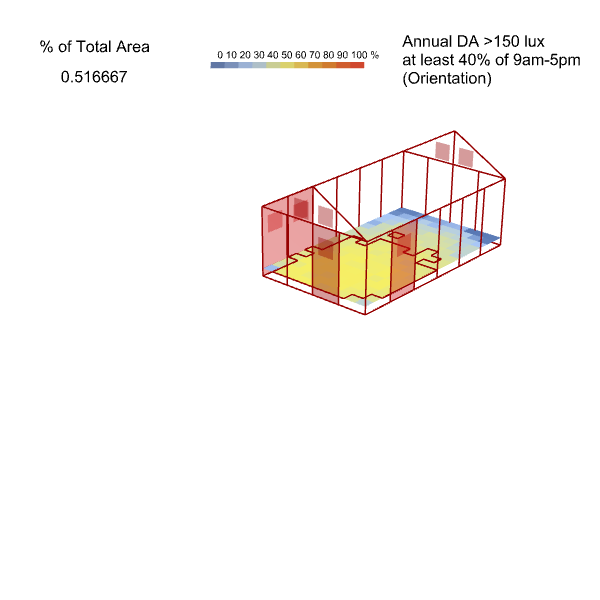 % of Total Area
0.516667
0 10 20 30 40 50 60 70 80 90 100 %
Annual DA >150 lux
at least 40% of 9am-5pm
(Orientation)